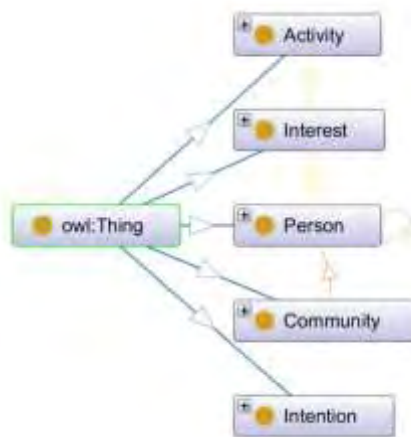 Activity
Interest
owl:Thing
Person
Community
Intention